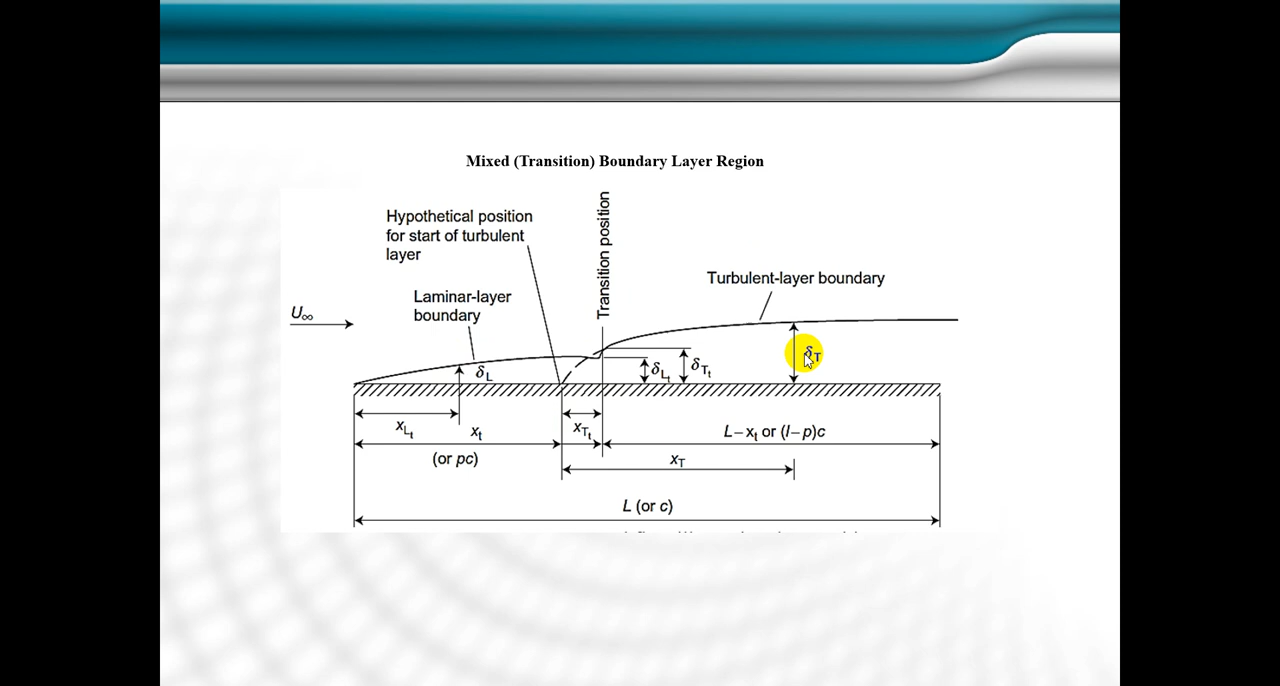 Mixed (Transition) Boundary Layer Region
Hypothetical position
for start of turbulent
layer
Transition position
Turbulent-layer boundary
Laminar-layer
boundary
U∞
δL
δLt
δTt
δT
xLt
xt
xTt
L–xt or (l–p)c
(or pc)
xT
L (or c)